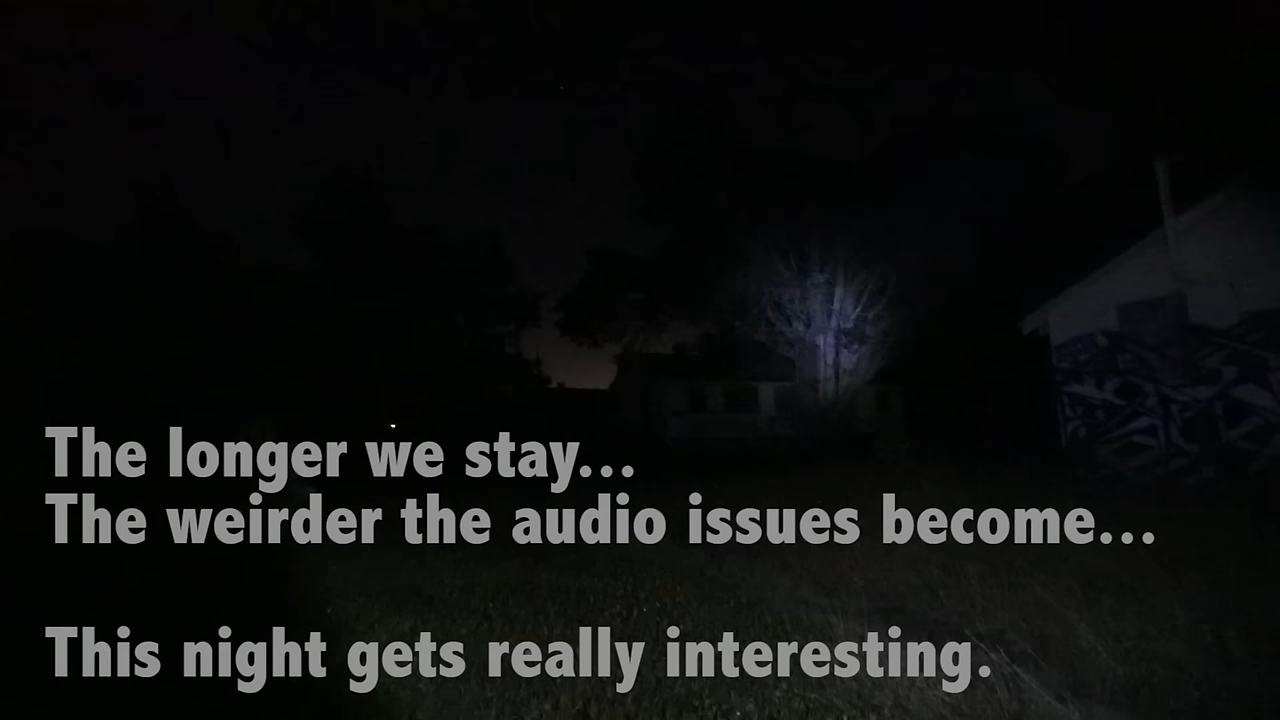 The longer we stay...
The weirder the audio issues become...
This night gets really interesting.